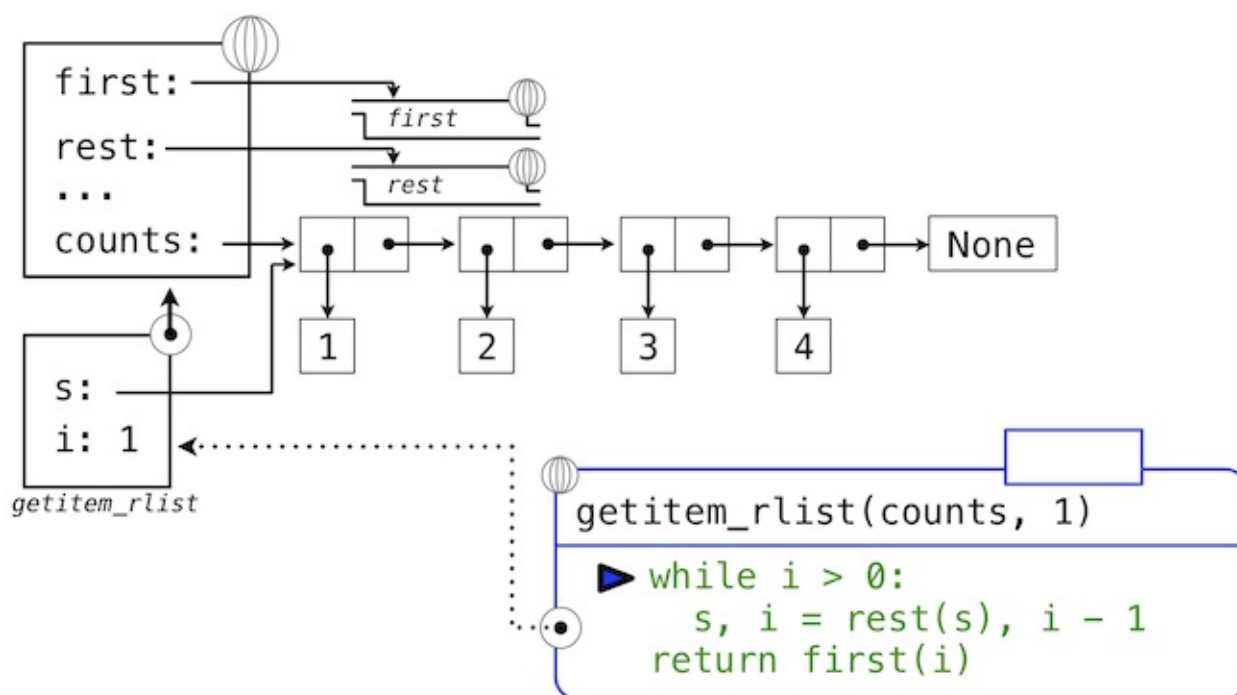 first:
first
rest:
rest
...
counts:
None
1 2 3 4
s:
i: 1
getitem_rlist
getitem_rlist(counts, 1)
while i > 0:
s, i = rest(s), i - 1
return first(i)